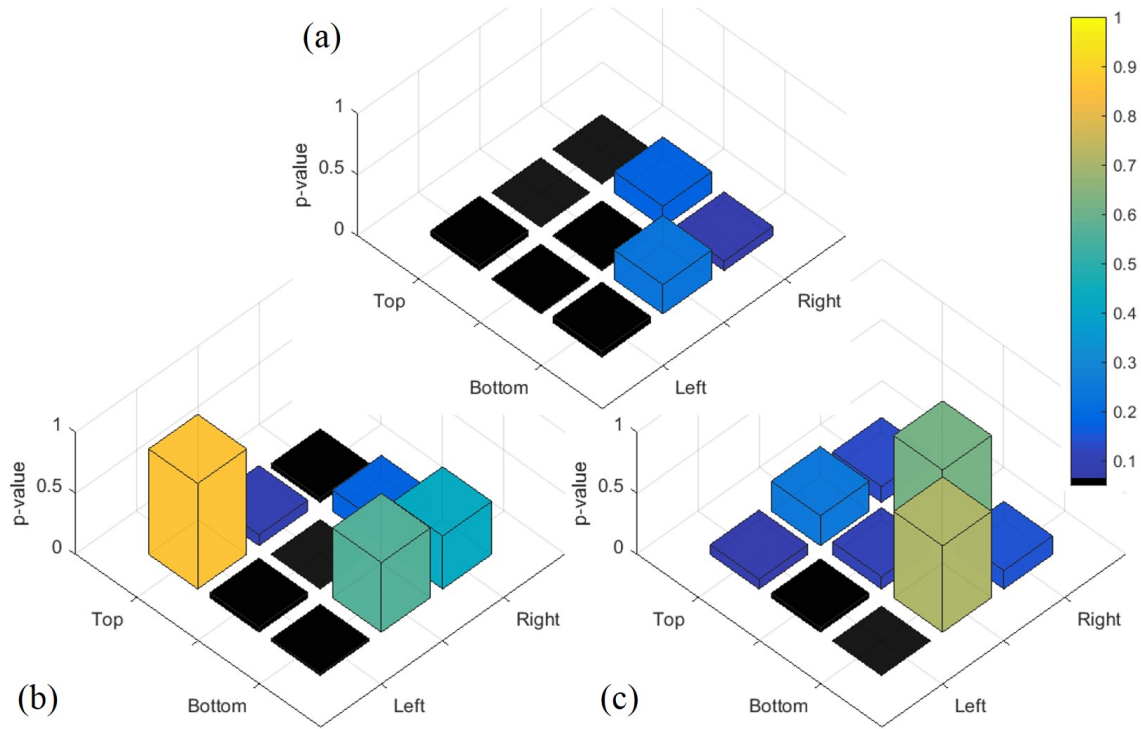 (a)
1
0.5
0
p-value
Top
Bottom
Left
Right
1
0.9
0.8
0.7
0.6
0.5
0.4
0.3
0.2
0.1
(b)
1
0.5
0
p-value
Top
Bottom
Left
Right
(c)
1
0.5
0
p-value
Top
Bottom
Left
Right